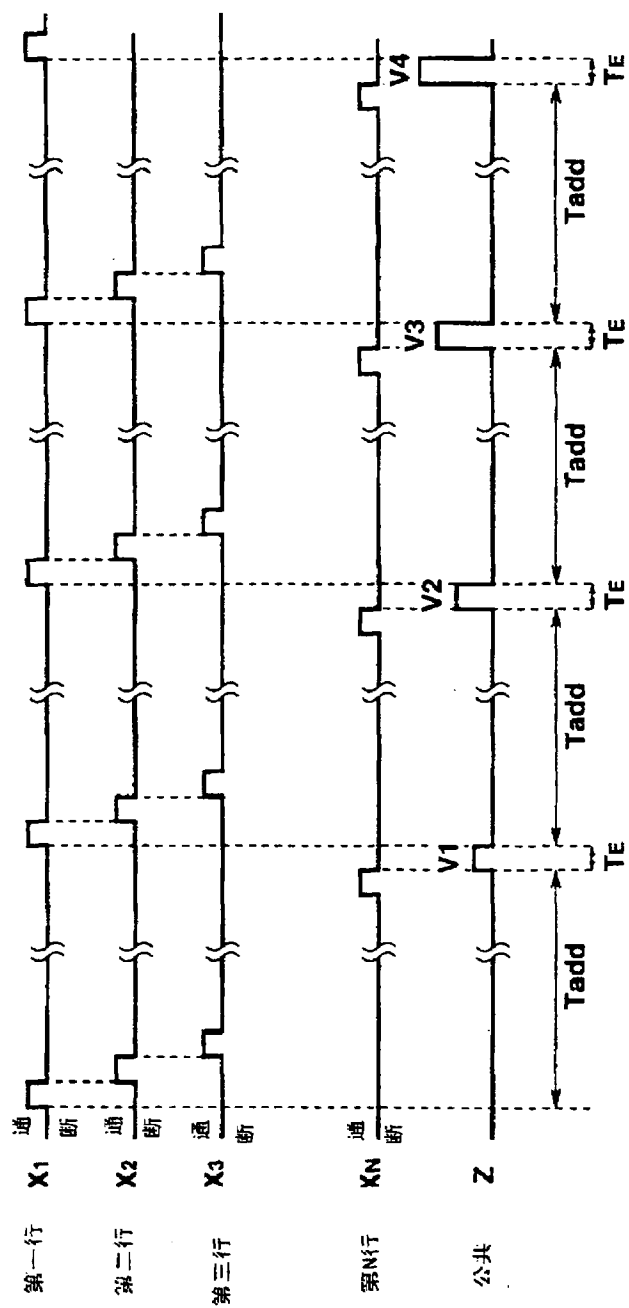 第一行 X1 通 断
第二行 X2 通 断
第三行 X3 通 断
第N行 XN 通 断
公共 Z
V1 V2 V3 V4
Tadd TE Tadd TE Tadd TE Tadd TE